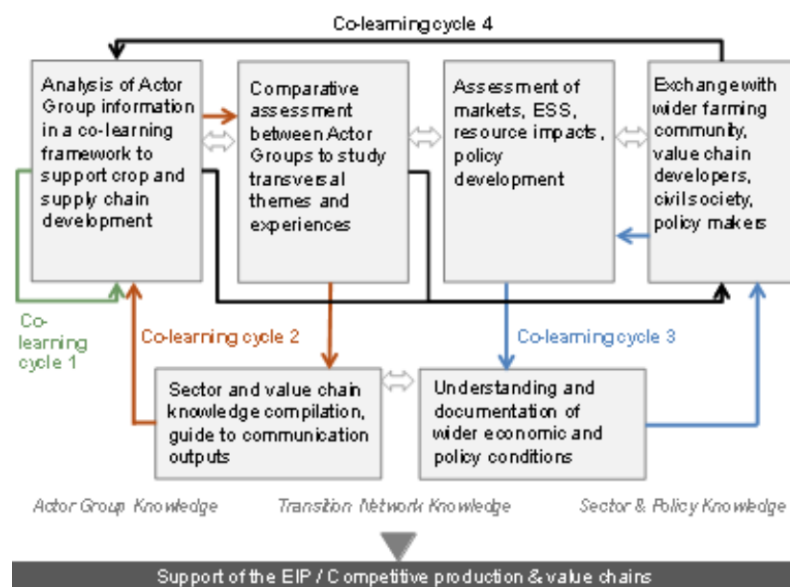 Co-learning cycle 4
Analysis of Actor
Group information
in a co-learning
framework to
support crop and
supply chain
development
Comparative
assessment
between Actor
Groups to study
transversal
themes and
experiences
Assessment of
markets, ESS,
resource impacts,
policy
development
Exchange with
wider farming
community,
value chain
developers,
civil society,
policy makers
Co-
learning
cycle 1
Co-learning cycle 2
Co-learning cycle 3
Sector and value chain
knowledge compilation,
guide to communication
outputs
Understanding and
documentation of
wider economic and
policy conditions
Actor Group Knowledge
Transition Network Knowledge
Sector & Policy Knowledge
Support of the EIP / Competitive production & value chains